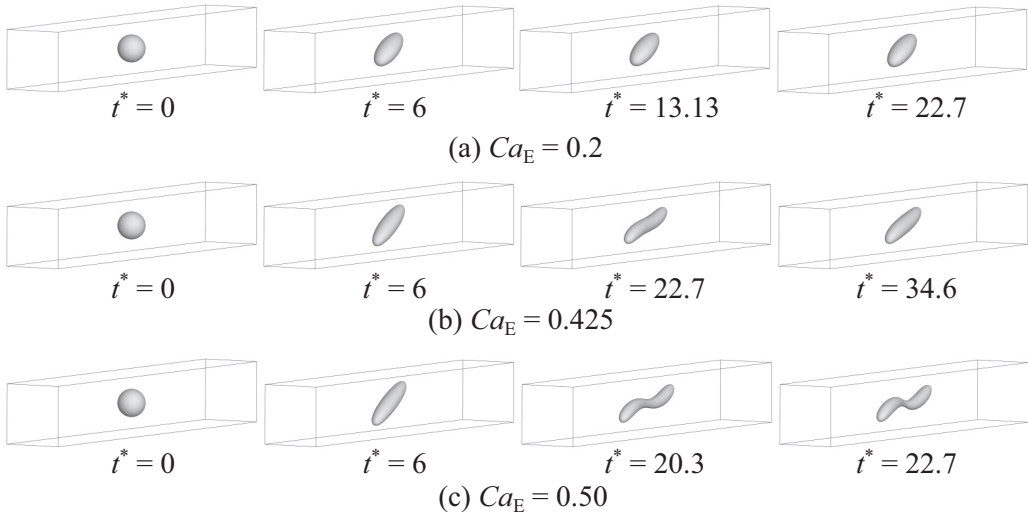 t* = 0 t* = 6 t* = 13.13 t* = 22.7
(a) CaE = 0.2
t* = 0 t* = 6 t* = 22.7 t* = 34.6
(b) CaE = 0.425
t* = 0 t* = 6 t* = 20.3 t* = 22.7
(c) CaE = 0.50